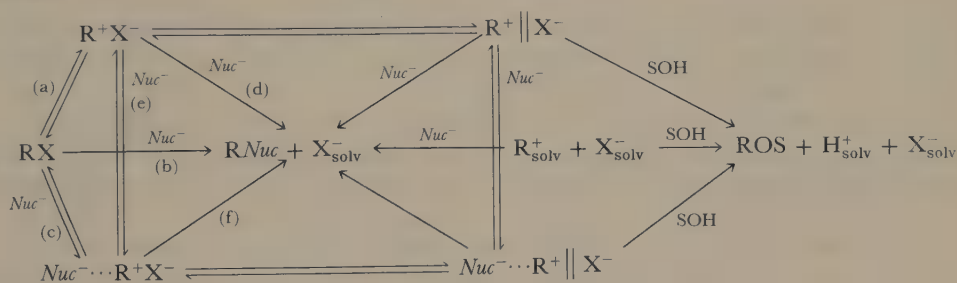 R⁺X⁻ R⁺ || X⁻
(a) Nuc⁻ (e) Nuc⁻ (d) Nuc⁻ Nuc⁻ SOH
RX Nuc⁻ (b) RNuc + X⁻solv Nuc⁻ R⁺solv + X⁻solv SOH ROS + H⁺solv + X⁻solv
Nuc⁻ (c) (f) SOH
Nuc⁻···R⁺X⁻ Nuc⁻···R⁺ || X⁻